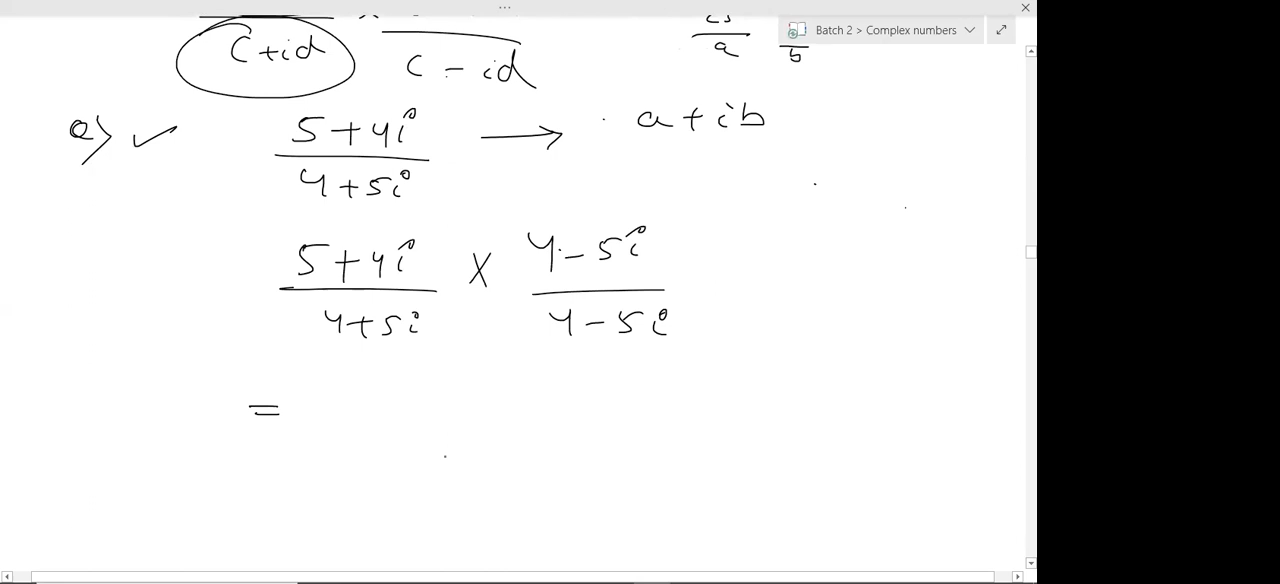 Batch 2 > Complex numbers
c+id c - id a b
a) ✓ 5+4i / 4+5i → a+ib
5+4i / 4+5i × 4-5i / 4-5i
=